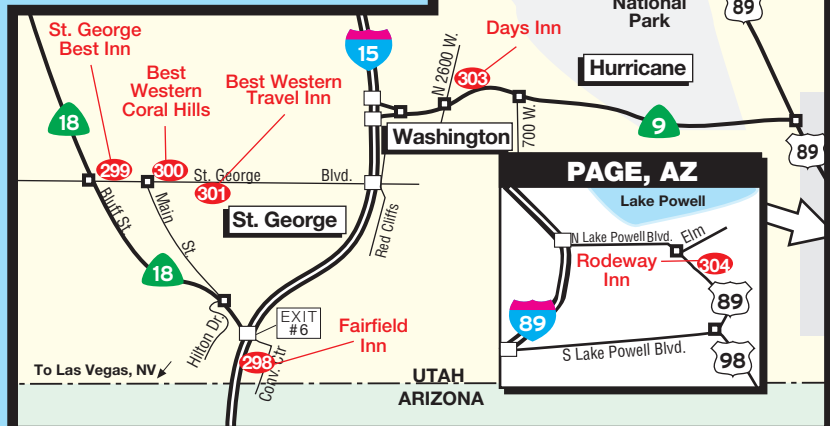 National
Park
89
St. George
Best Inn
15
N 2600 W.
Days Inn
303
Hurricane
Best
Western
Coral Hills
Best Western
Travel Inn
18
700 W.
9
Washington
89
299
300
St. George Blvd.
301
Bluff St.
Main St.
St. George
Red Cliffs
18
Hilton Dr.
EXIT
#6
Fairfield
Inn
298
Conv. Ctr
To Las Vegas, NV
UTAH
ARIZONA
PAGE, AZ
Lake Powell
N Lake Powell Blvd.
Elm
Rodeway
Inn
304
89
89
S Lake Powell Blvd.
98